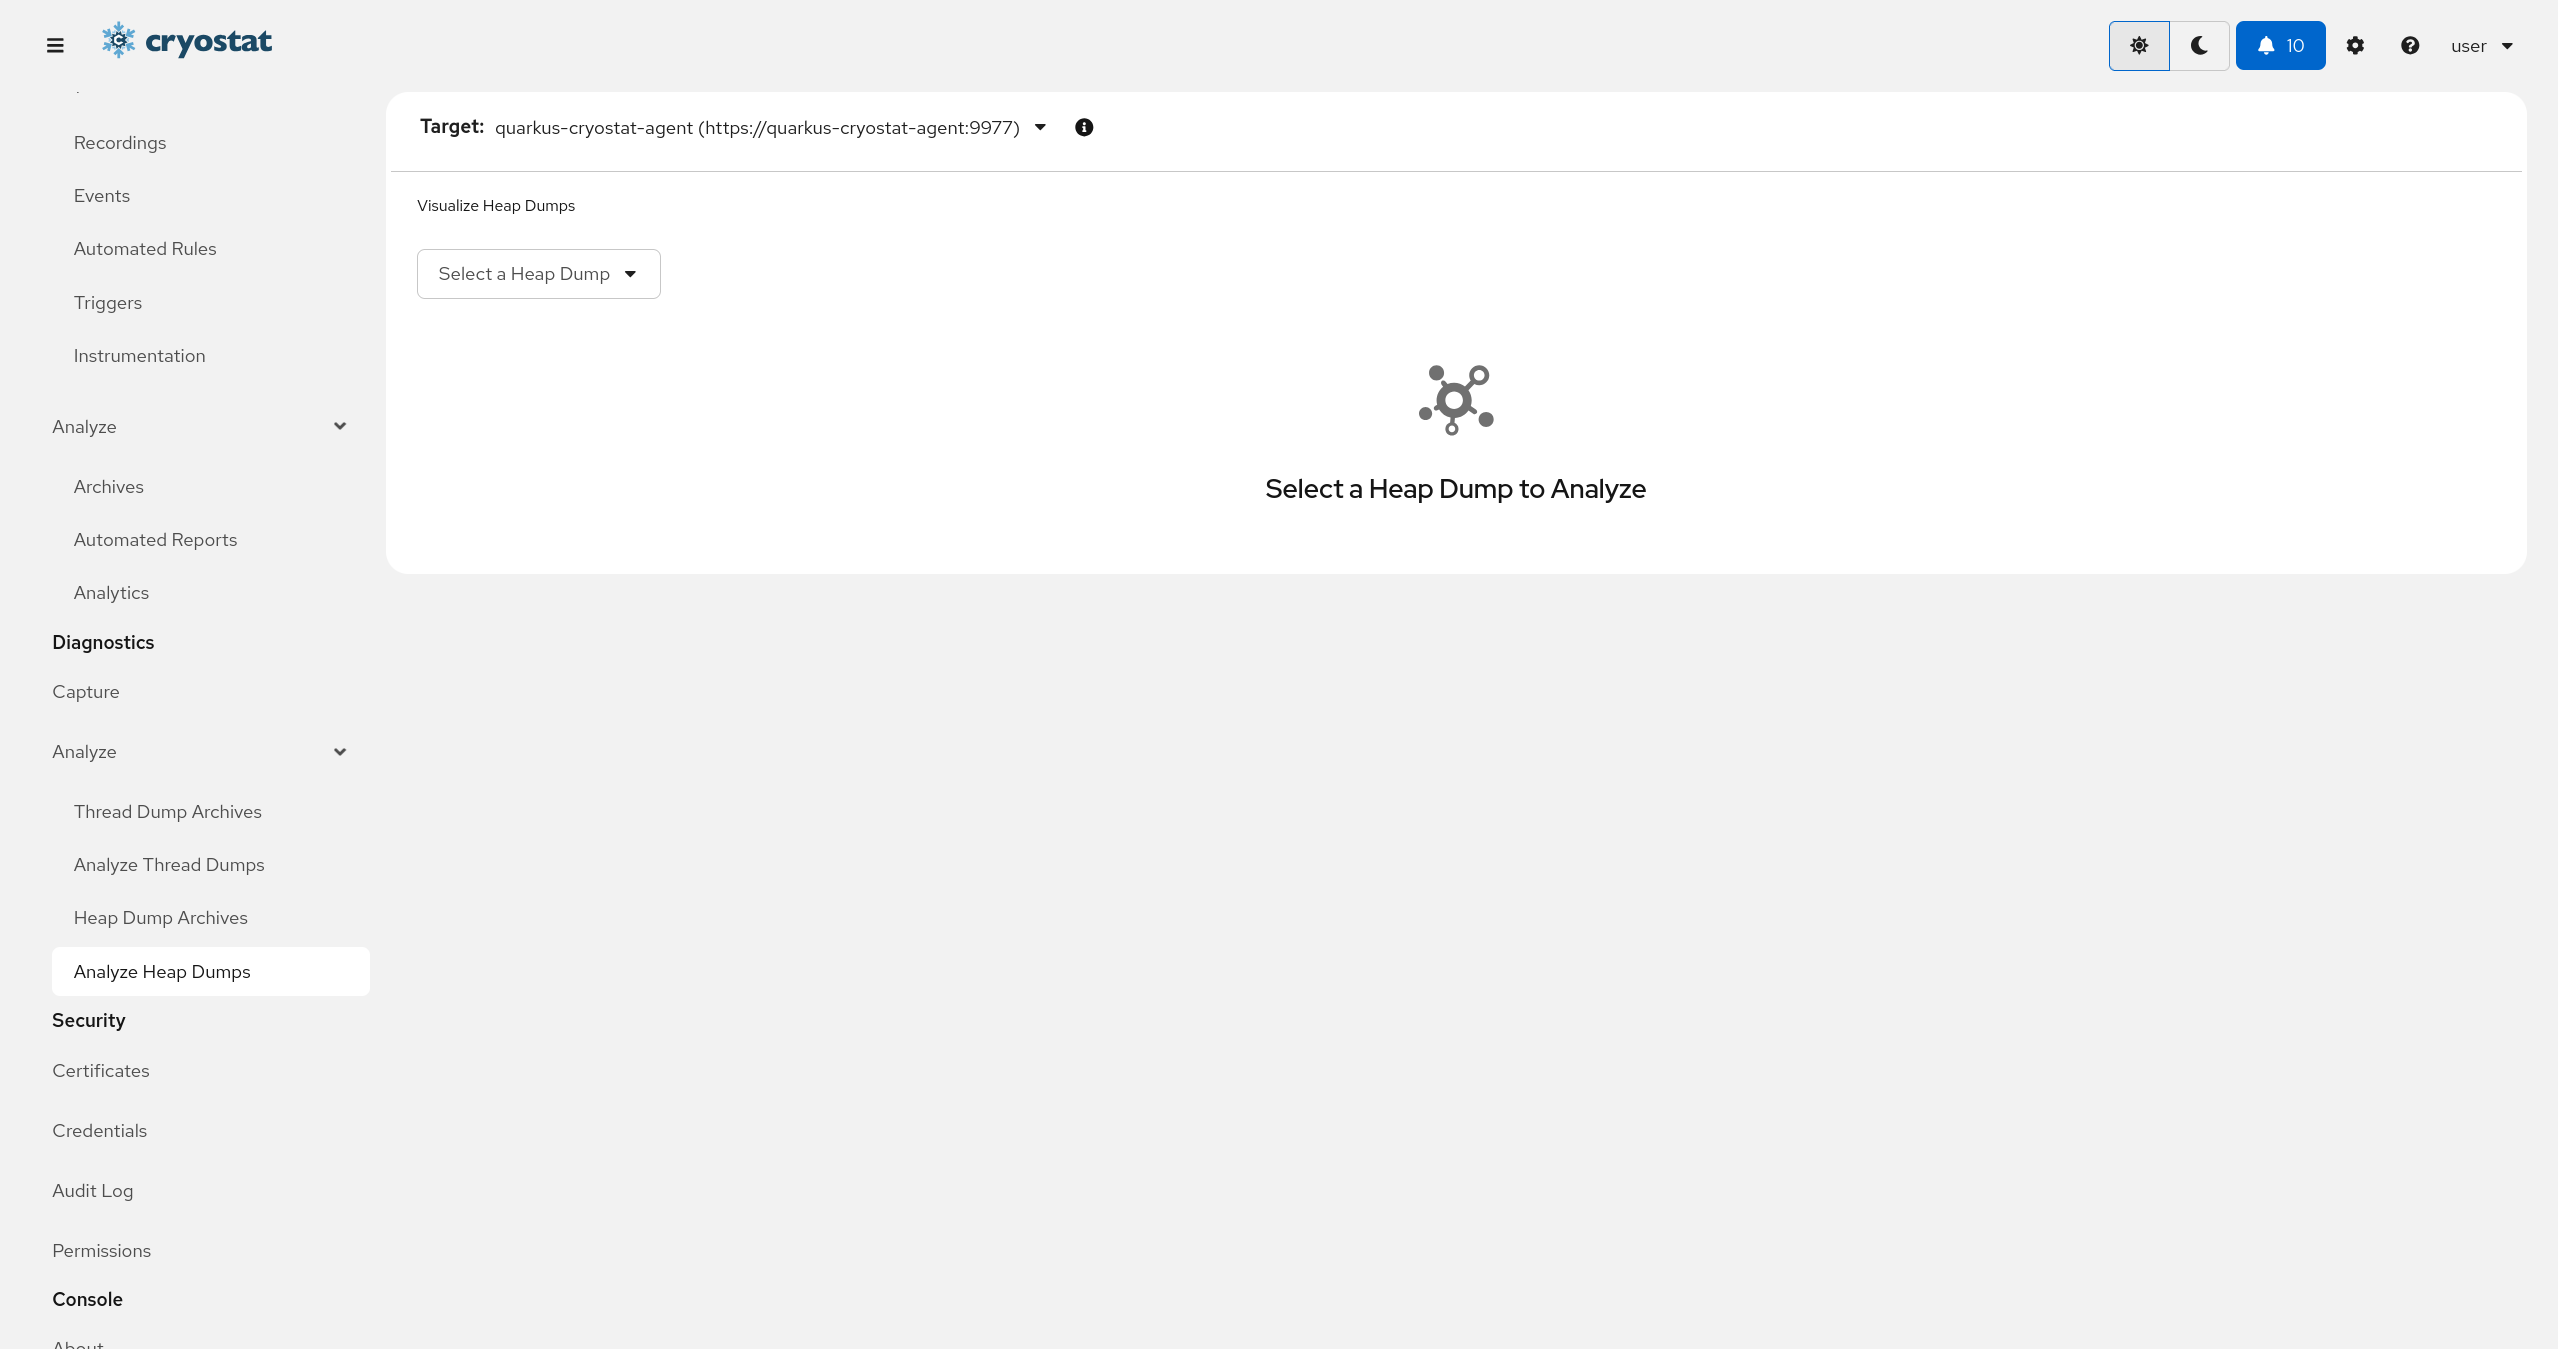 cryostat
10
user
Recordings
Events
Automated Rules
Triggers
Instrumentation
Analyze
Archives
Automated Reports
Analytics
Diagnostics
Capture
Analyze
Thread Dump Archives
Analyze Thread Dumps
Heap Dump Archives
Analyze Heap Dumps
Security
Certificates
Credentials
Audit Log
Permissions
Console
About
Target: quarkus-cryostat-agent (https://quarkus-cryostat-agent:9977)
Visualize Heap Dumps
Select a Heap Dump
Select a Heap Dump to Analyze